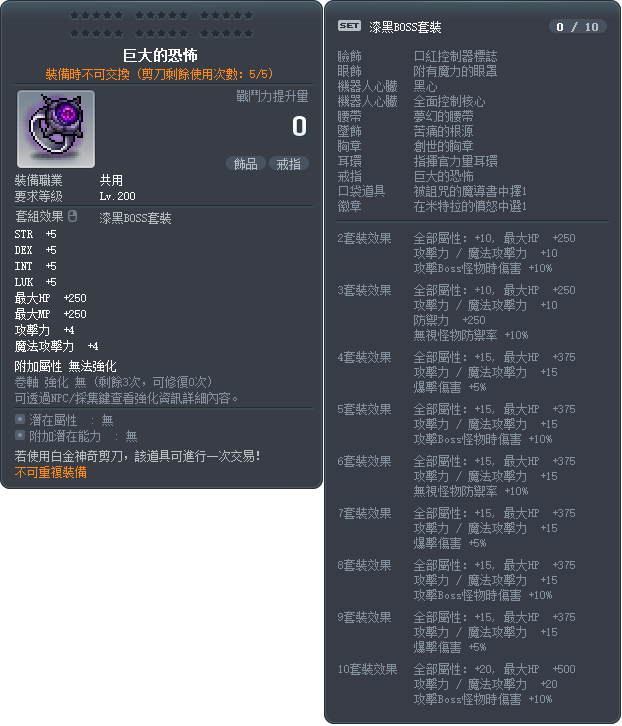 巨大的恐怖
裝備時不可交換 (剪刀剩餘使用次數: 5/5)
戰鬥力提升量
0
飾品 戒指
裝備職業 共用
要求等級 Lv.200
套組效果 漆黑BOSS套裝
STR +5
DEX +5
INT +5
LUK +5
最大HP +250
最大MP +250
攻擊力 +4
魔法攻擊力 +4
附加屬性 無法強化
卷軸 強化 無 (剩餘3次, 可修復0次)
可透過NPC/採集鍵查看強化資訊詳細內容。
潛在屬性 : 無
附加潛在能力 : 無
若使用白金神奇剪刀, 該道具可進行一次交易!
不可重複裝備
SET 漆黑BOSS套裝 0 / 10
臉飾 口紅控制器標誌
眼飾 附有魔力的眼罩
機器人心臟 黑心
機器人心臟 全面控制核心
腰帶 夢幻的腰帶
墜飾 苦痛的根源
胸章 創世的胸章
耳環 指揮官力量耳環
戒指 巨大的恐怖
口袋道具 被詛咒的魔導書中擇1
徽章 在米特拉的憤怒中選1
2套裝效果 全部屬性: +10, 最大HP +250
攻擊力 / 魔法攻擊力 +10
攻擊Boss怪物時傷害 +10%
3套裝效果 全部屬性: +10, 最大HP +250
攻擊力 / 魔法攻擊力 +10
防禦力 +250
無視怪物防禦率 +10%
4套裝效果 全部屬性: +15, 最大HP +375
攻擊力 / 魔法攻擊力 +15
爆擊傷害 +5%
5套裝效果 全部屬性: +15, 最大HP +375
攻擊力 / 魔法攻擊力 +15
攻擊Boss怪物時傷害 +10%
6套裝效果 全部屬性: +15, 最大HP +375
攻擊力 / 魔法攻擊力 +15
無視怪物防禦率 +10%
7套裝效果 全部屬性: +15, 最大HP +375
攻擊力 / 魔法攻擊力 +15
爆擊傷害 +5%
8套裝效果 全部屬性: +15, 最大HP +375
攻擊力 / 魔法攻擊力 +15
攻擊Boss怪物時傷害 +10%
9套裝效果 全部屬性: +15, 最大HP +375
攻擊力 / 魔法攻擊力 +15
爆擊傷害 +5%
10套裝效果 全部屬性: +20, 最大HP +500
攻擊力 / 魔法攻擊力 +20
攻擊Boss怪物時傷害 +10%